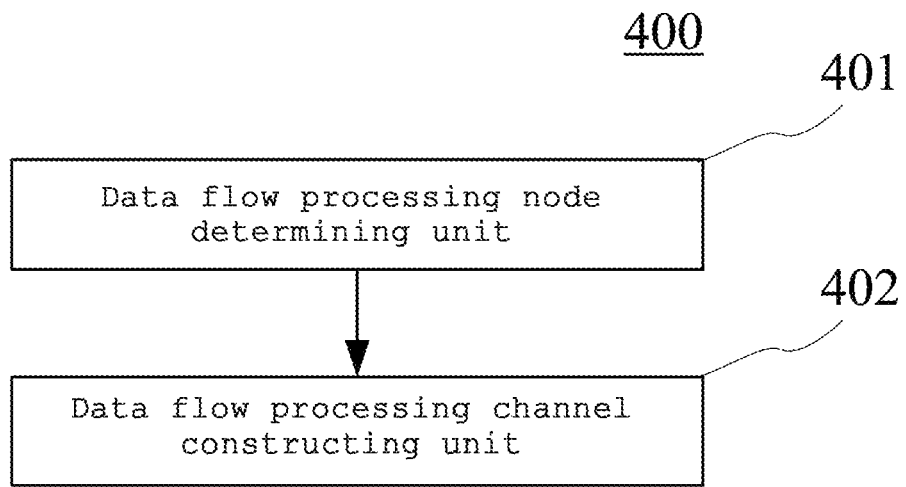 400
401
Data flow processing node
determining unit
402
Data flow processing channel
constructing unit